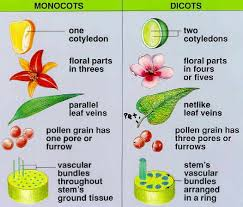 MONOCOTS
DICOTS
one
cotyledon
two
cotyledons
floral parts
in threes
floral parts
in fours
or fives
parallel
leaf veins
netlike
leaf veins
pollen grain has
one pore or
furrow
pollen grain has
three pores or
furrows
vascular
bundles
throughout
stem's
ground tissue
stem's
vascular
bundles
arranged in
a ring